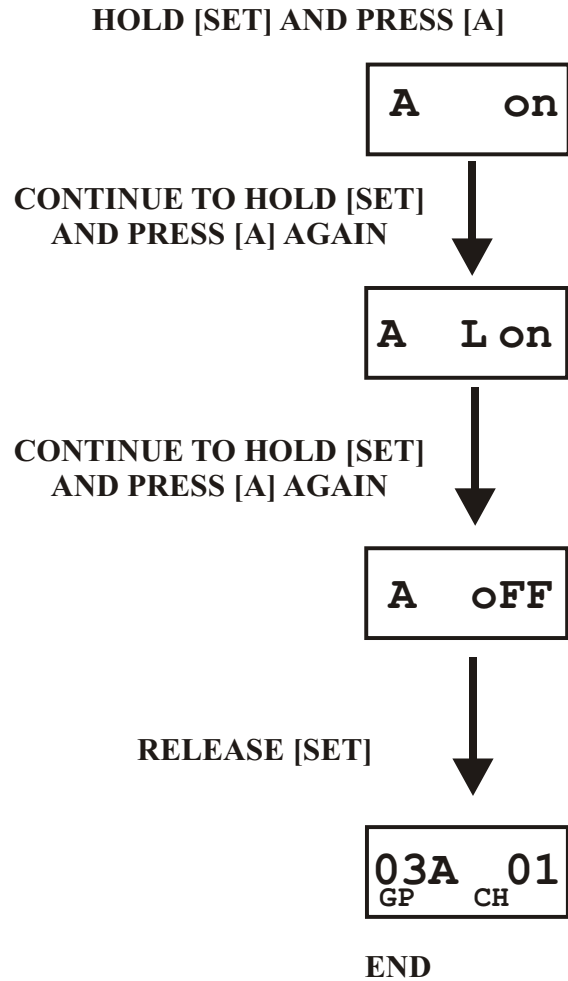 HOLD [SET] AND PRESS [A]
A on
CONTINUE TO HOLD [SET]
AND PRESS [A] AGAIN
A L on
CONTINUE TO HOLD [SET]
AND PRESS [A] AGAIN
A oFF
RELEASE [SET]
03A 01
GP CH
END